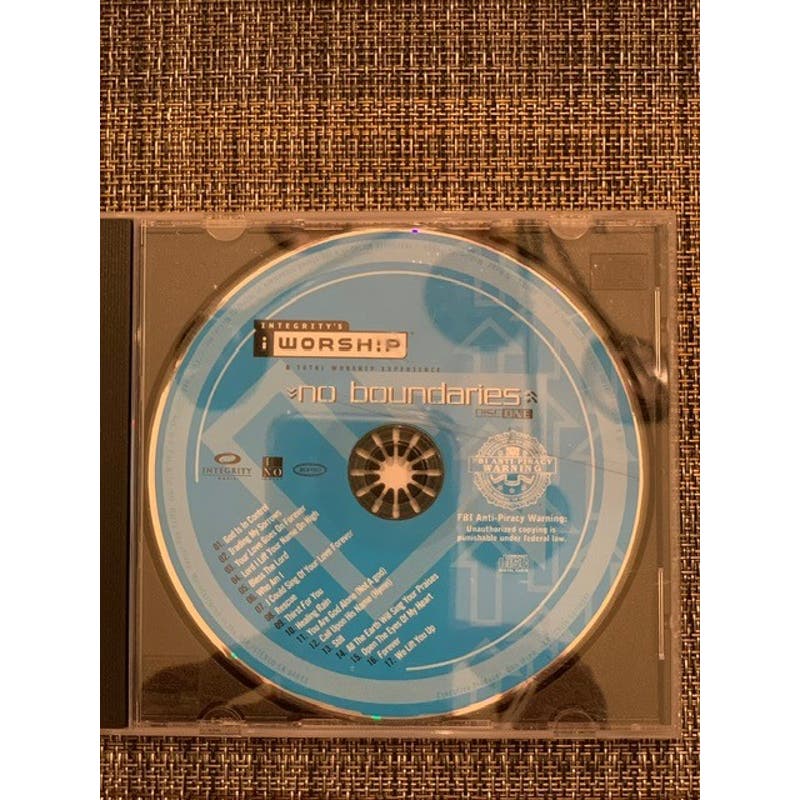 INTEGRITY'S
iWORSH!P
A TOTAL WORSHIP EXPERIENCE
no boundaries
DISC ONE
INTEGRITY
MUSIC
FBI ANTI-PIRACY
WARNING
FBI Anti-Piracy Warning:
Unauthorized copying is
punishable under federal law.
DIGITAL AUDIO
01. God Is In Control
02. Trading My Sorrows
03. Your Love Goes On Forever
04. Lord I Lift Your Name On High
05. Bless The Lord
06. Who Am I
07. I Could Sing Of Your Love Forever
08. Rescue
09. Thirst For You
10. Healing Rain
11. You Are God Alone (Not A god)
12. Call Upon His Name (Hymn)
13. Still
14. All The Earth Will Sing Your Praises
15. Open The Eyes Of My Heart
16. Forever
17. We Lift You Up